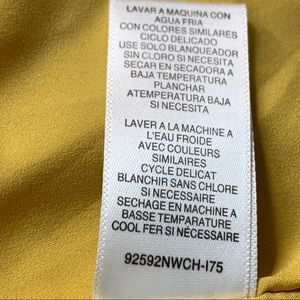 LAVAR A MAQUINA CON
AGUA FRIA
CON COLORES SIMILARES
CICLO DELICADO
USE SOLO BLANQUEADOR
SIN CLORO SI NECESITA
SECAR EN SECADORA A
BAJA TEMPERATURA
PLANCHAR
ATEMPERATURA BAJA
SI NECESITA
LAVER A LA MACHINE A
L'EAU FROIDE
AVEC COULEURS
SIMILAIRES
CYCLE DELICAT
BLANCHIR SANS CHLORE
SI NECESSAIRE
SECHAGE EN MACHINE A
BASSE TEMPARATURE
COOL FER SI NÉCESSAIRE
92592NWCH-I75